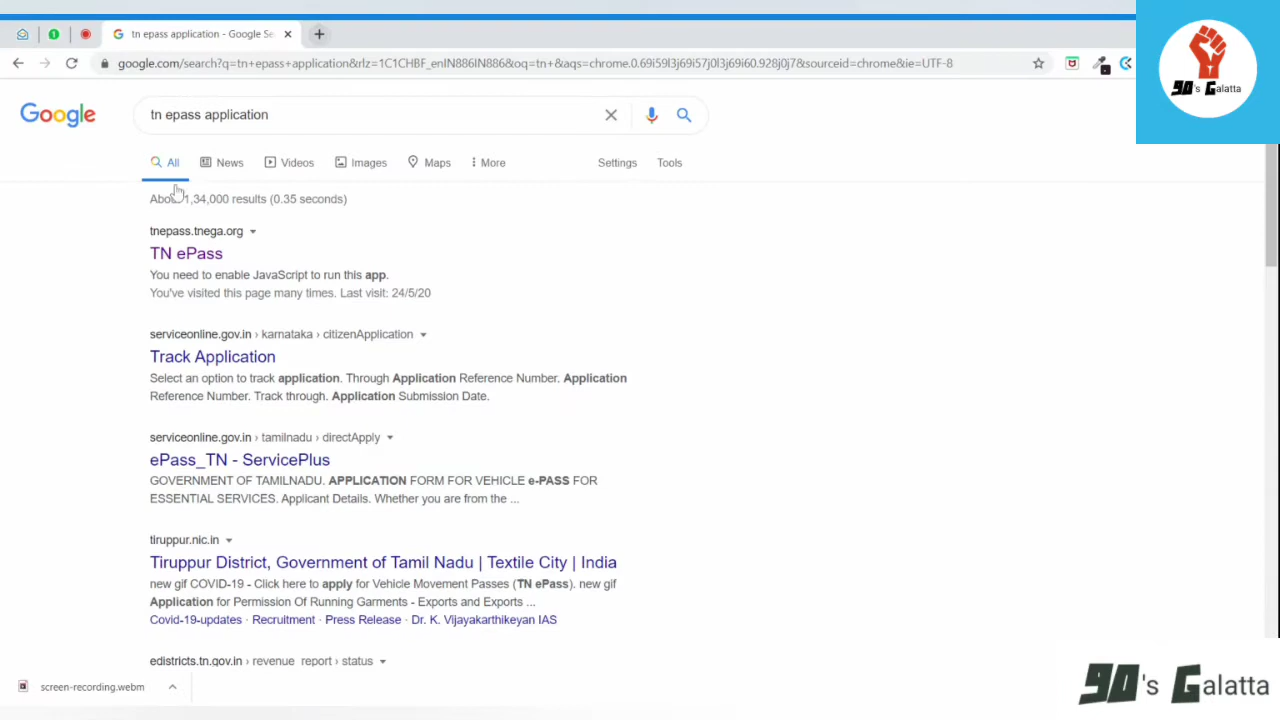 tn epass application - Google Se
google.com/search?q=tn+epass+application&rlz=1C1CHBF_enIN886IN886&oq=tn+&aqs=chrome.0.69i59l3j69i57j0l3j69i60.928j0j7&sourceid=chrome&ie=UTF-8
90's Galatta
Google
tn epass application
All News Videos Images Maps More Settings Tools
About 1,34,000 results (0.35 seconds)
tnepass.tnega.org
TN ePass
You need to enable JavaScript to run this app.
You've visited this page many times. Last visit: 24/5/20
serviceonline.gov.in › karnataka › citizenApplication
Track Application
Select an option to track application. Through Application Reference Number. Application
Reference Number. Track through. Application Submission Date.
serviceonline.gov.in › tamilnadu › directApply
ePass_TN - ServicePlus
GOVERNMENT OF TAMILNADU. APPLICATION FORM FOR VEHICLE e-PASS FOR
ESSENTIAL SERVICES. Applicant Details. Whether you are from the ...
tiruppur.nic.in
Tiruppur District, Government of Tamil Nadu | Textile City | India
new gif COVID-19 - Click here to apply for Vehicle Movement Passes (TN ePass). new gif
Application for Permission Of Running Garments - Exports and Exports ...
Covid-19-updates · Recruitment · Press Release · Dr. K. Vijayakarthikeyan IAS
edistricts.tn.gov.in › revenue_report › status
screen-recording.webm
90's Galatta